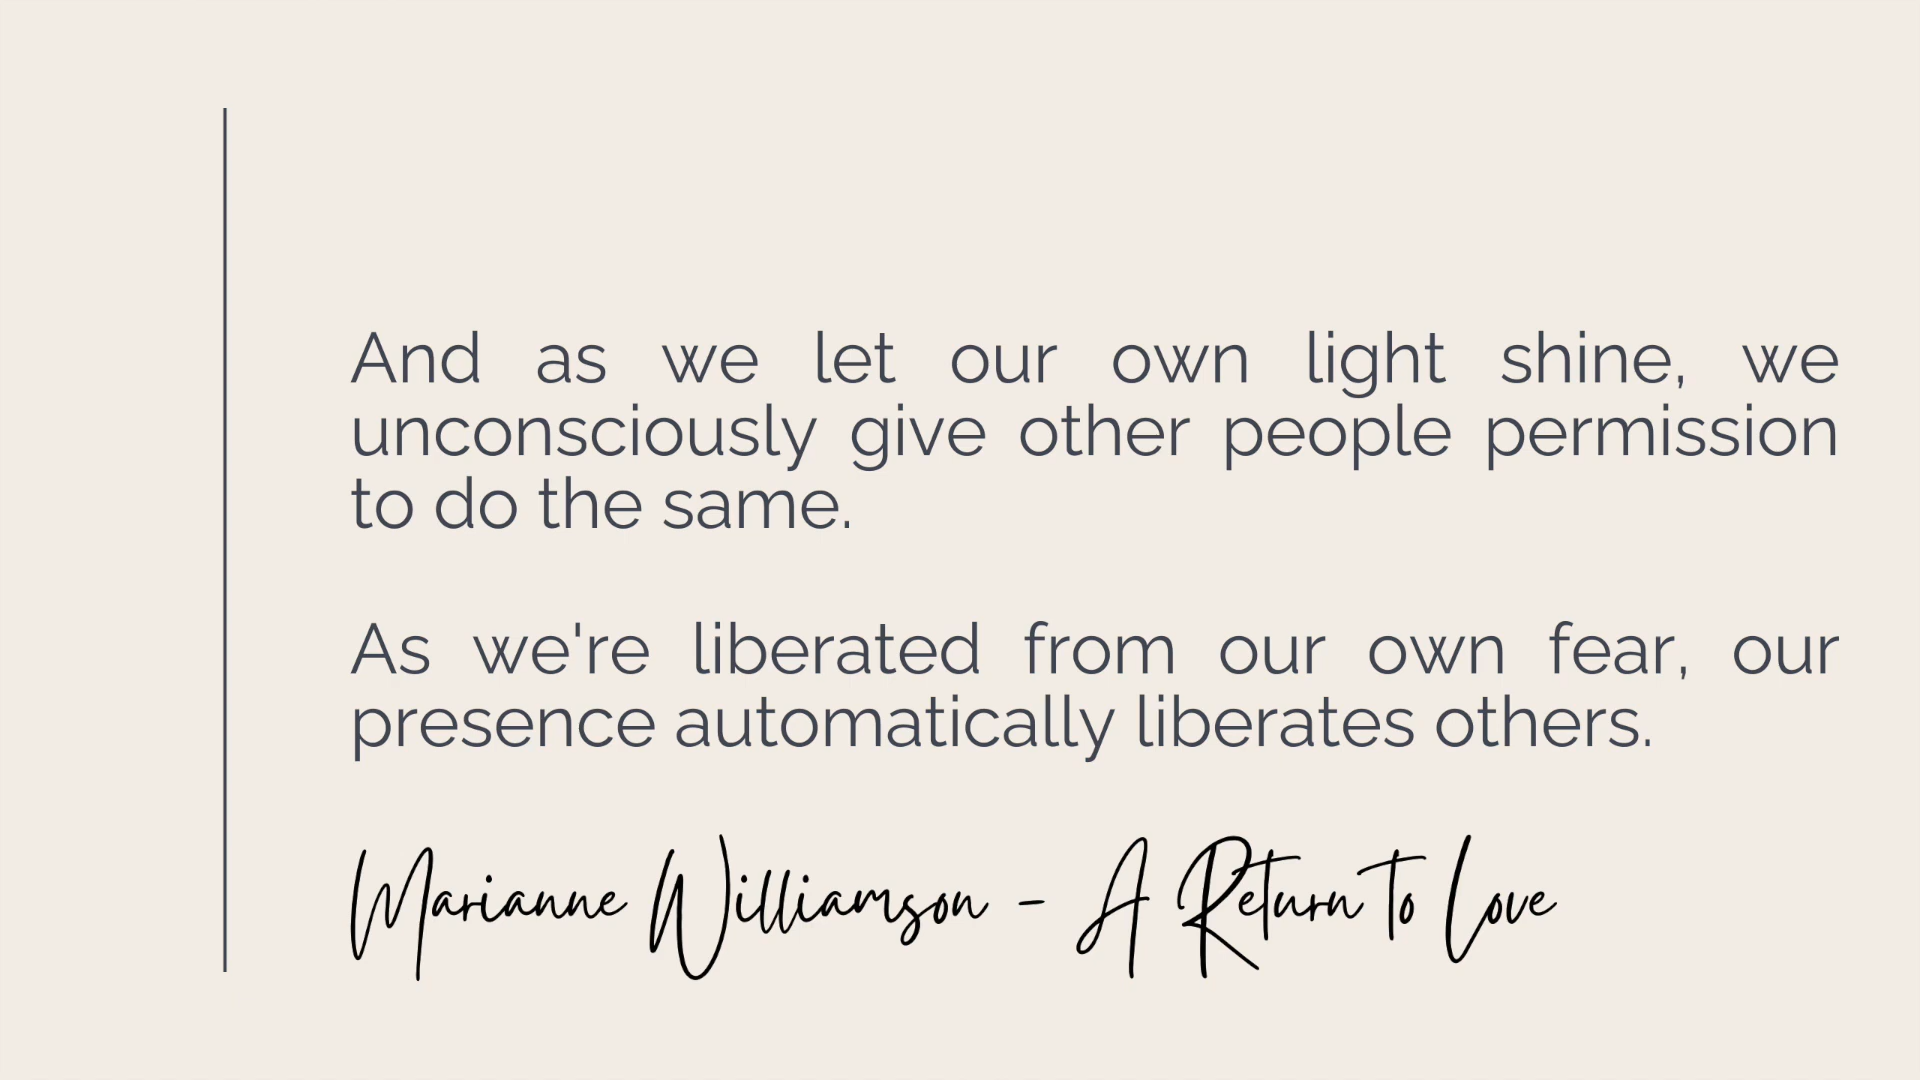 And as we let our own light shine, we
unconsciously give other people permission
to do the same.
As we're liberated from our own fear, our
presence automatically liberates others.
Marianne Williamson - A Return To Love